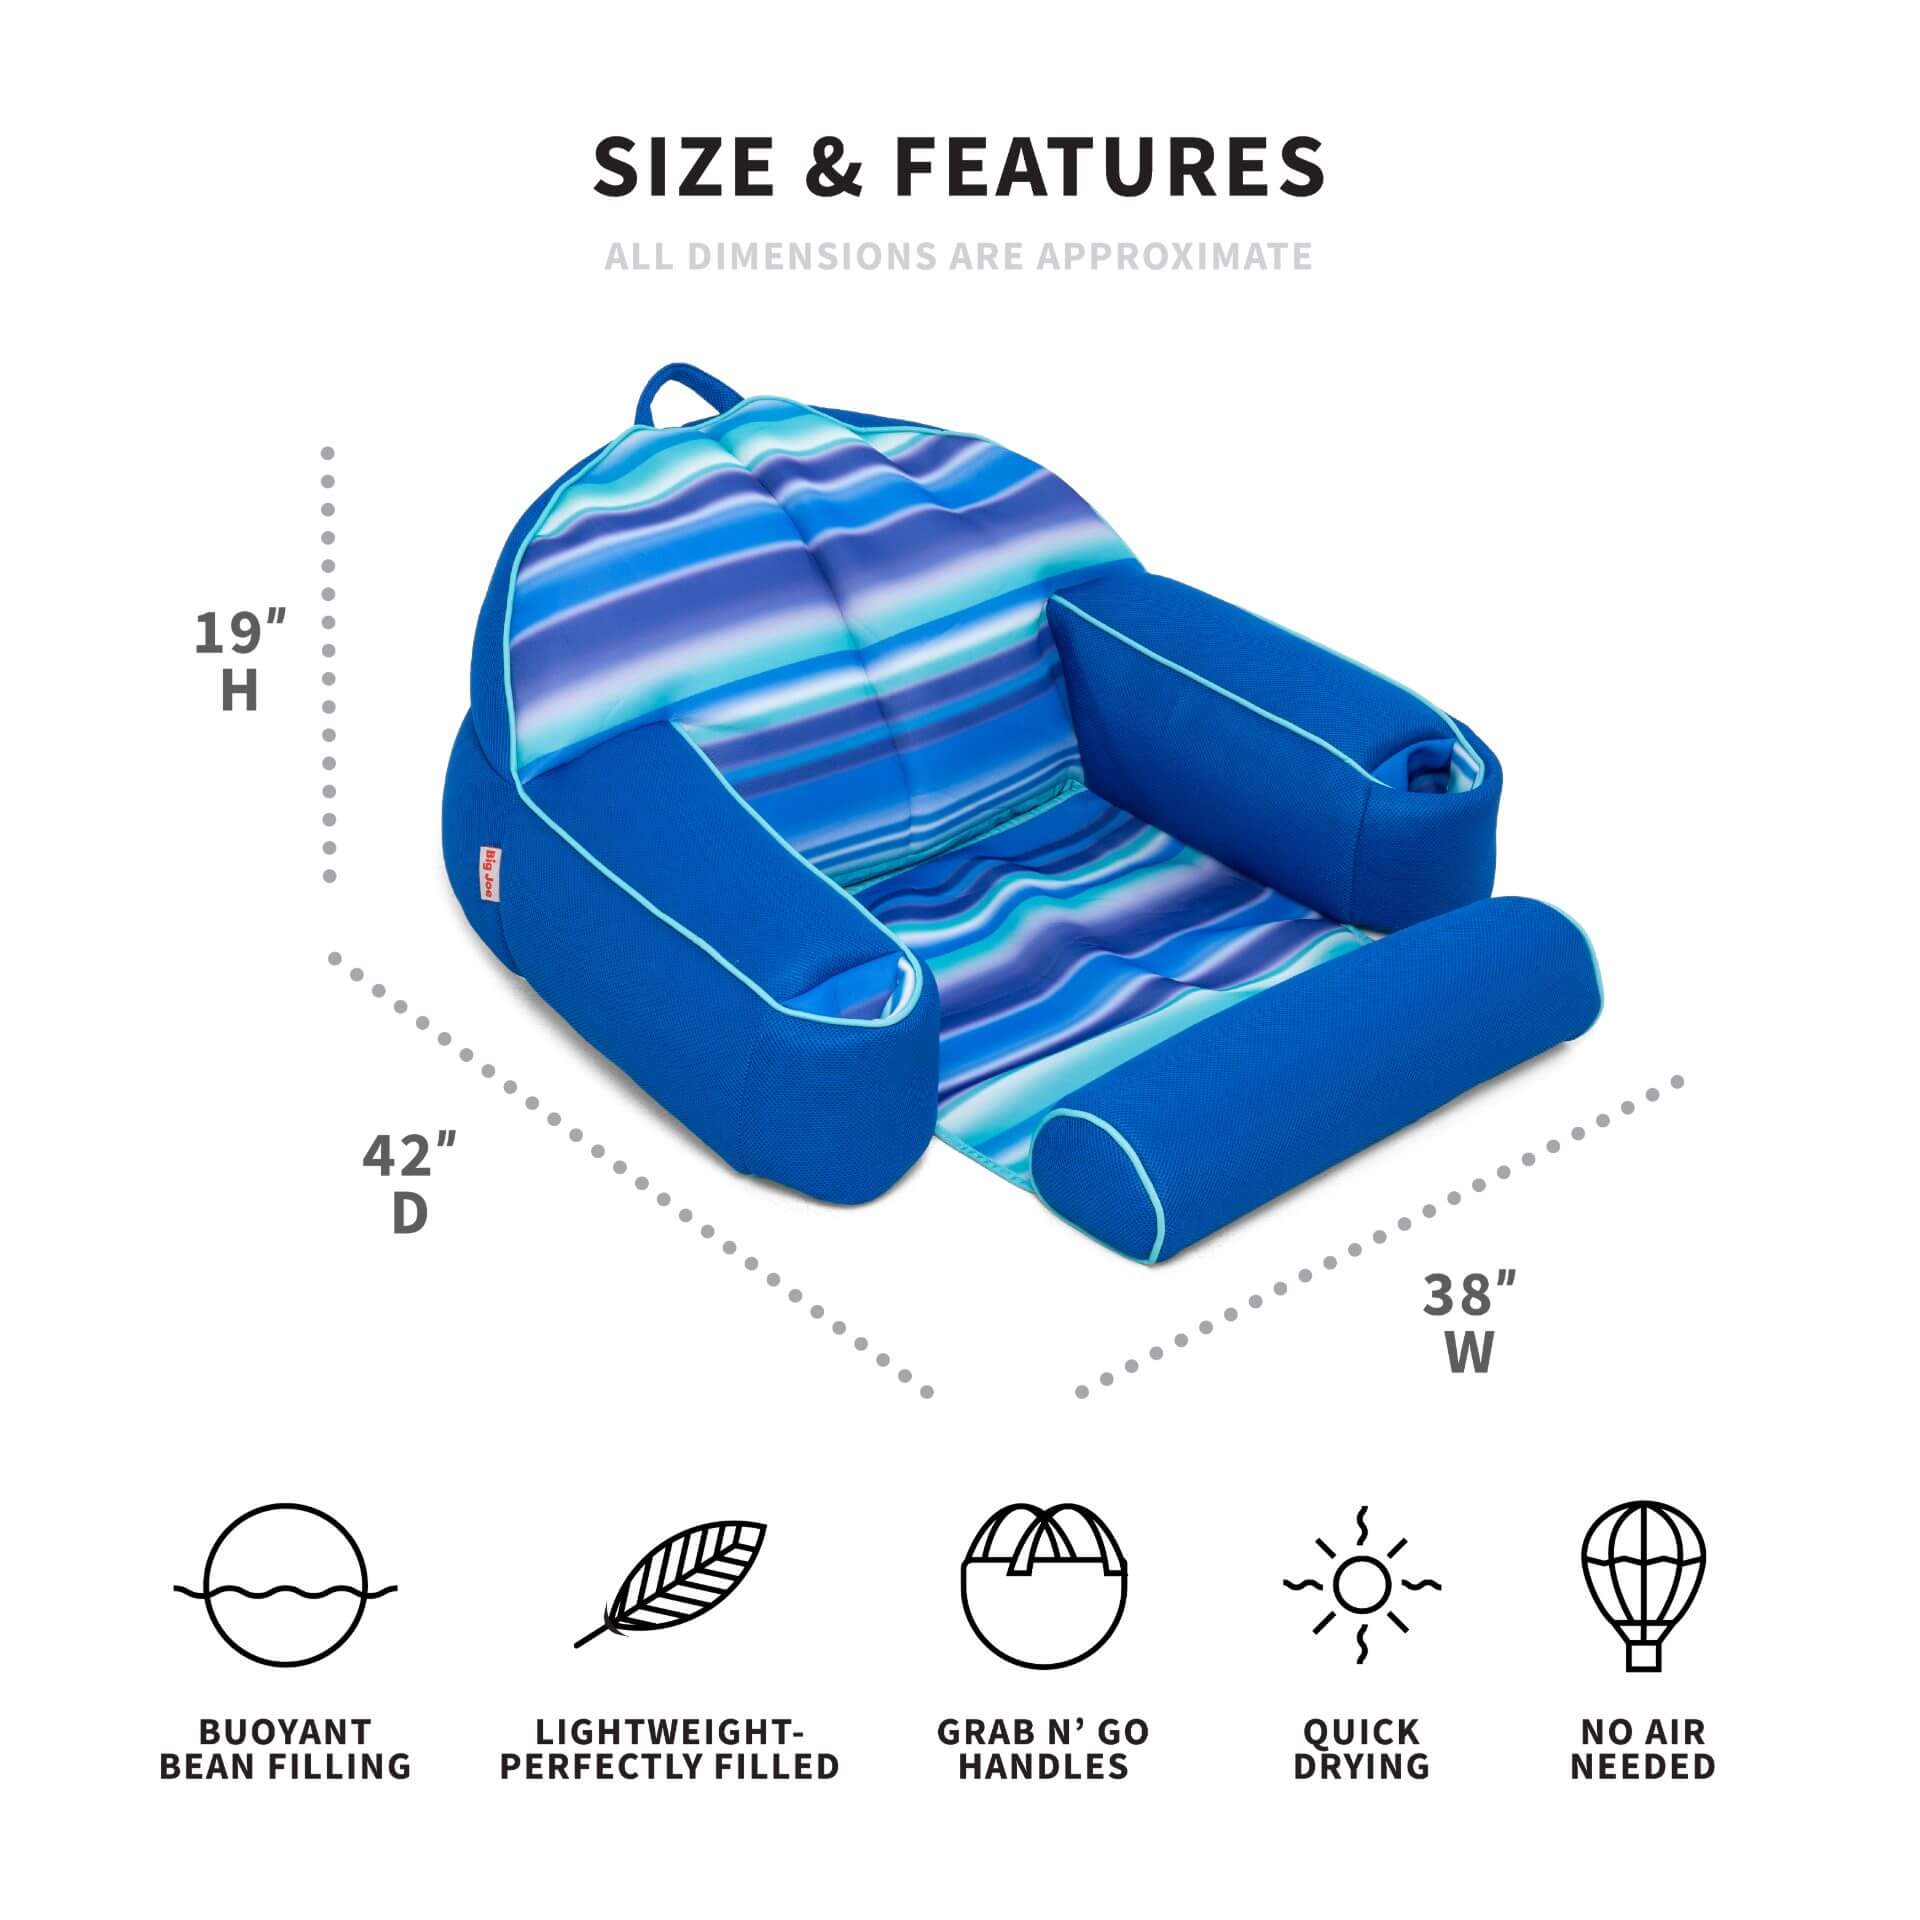 SIZE & FEATURES
ALL DIMENSIONS ARE APPROXIMATE
19"
H
Big Joe
42"
D
38"
W
BUOYANT
BEAN FILLING
LIGHTWEIGHT-
PERFECTLY FILLED
GRAB N’ GO
HANDLES
QUICK
DRYING
NO AIR
NEEDED